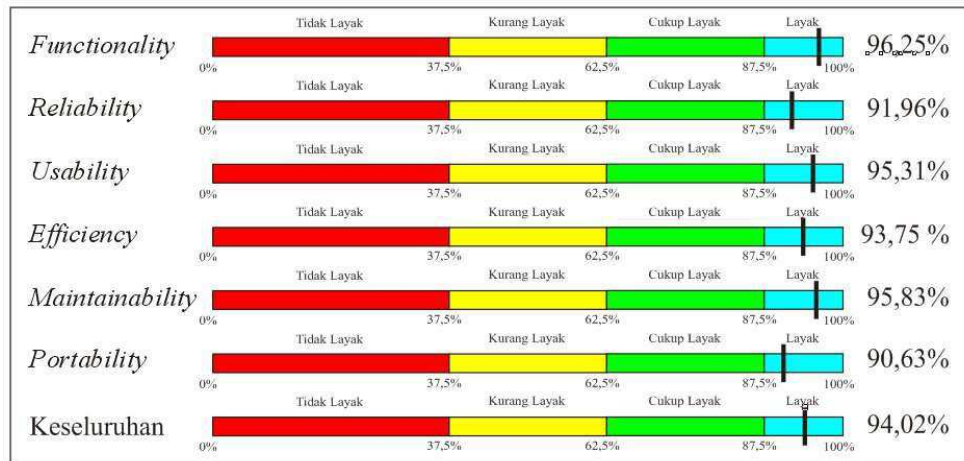 Tidak Layak Kurang Layak Cukup Layak Layak
Functionality 96,25%
0% 37,5% 62,5% 87,5% 100%
Tidak Layak Kurang Layak Cukup Layak Layak
Reliability 91,96%
0% 37,5% 62,5% 87,5% 100%
Tidak Layak Kurang Layak Cukup Layak Layak
Usability 95,31%
0% 37,5% 62,5% 87,5% 100%
Tidak Layak Kurang Layak Cukup Layak Layak
Efficiency 93,75 %
0% 37,5% 62,5% 87,5% 100%
Tidak Layak Kurang Layak Cukup Layak Layak
Maintainability 95,83%
0% 37,5% 62,5% 87,5% 100%
Tidak Layak Kurang Layak Cukup Layak Layak
Portability 90,63%
0% 37,5% 62,5% 87,5% 100%
Tidak Layak Kurang Layak Cukup Layak Layak
Keseluruhan 94,02%
0% 37,5% 62,5% 87,5% 100%